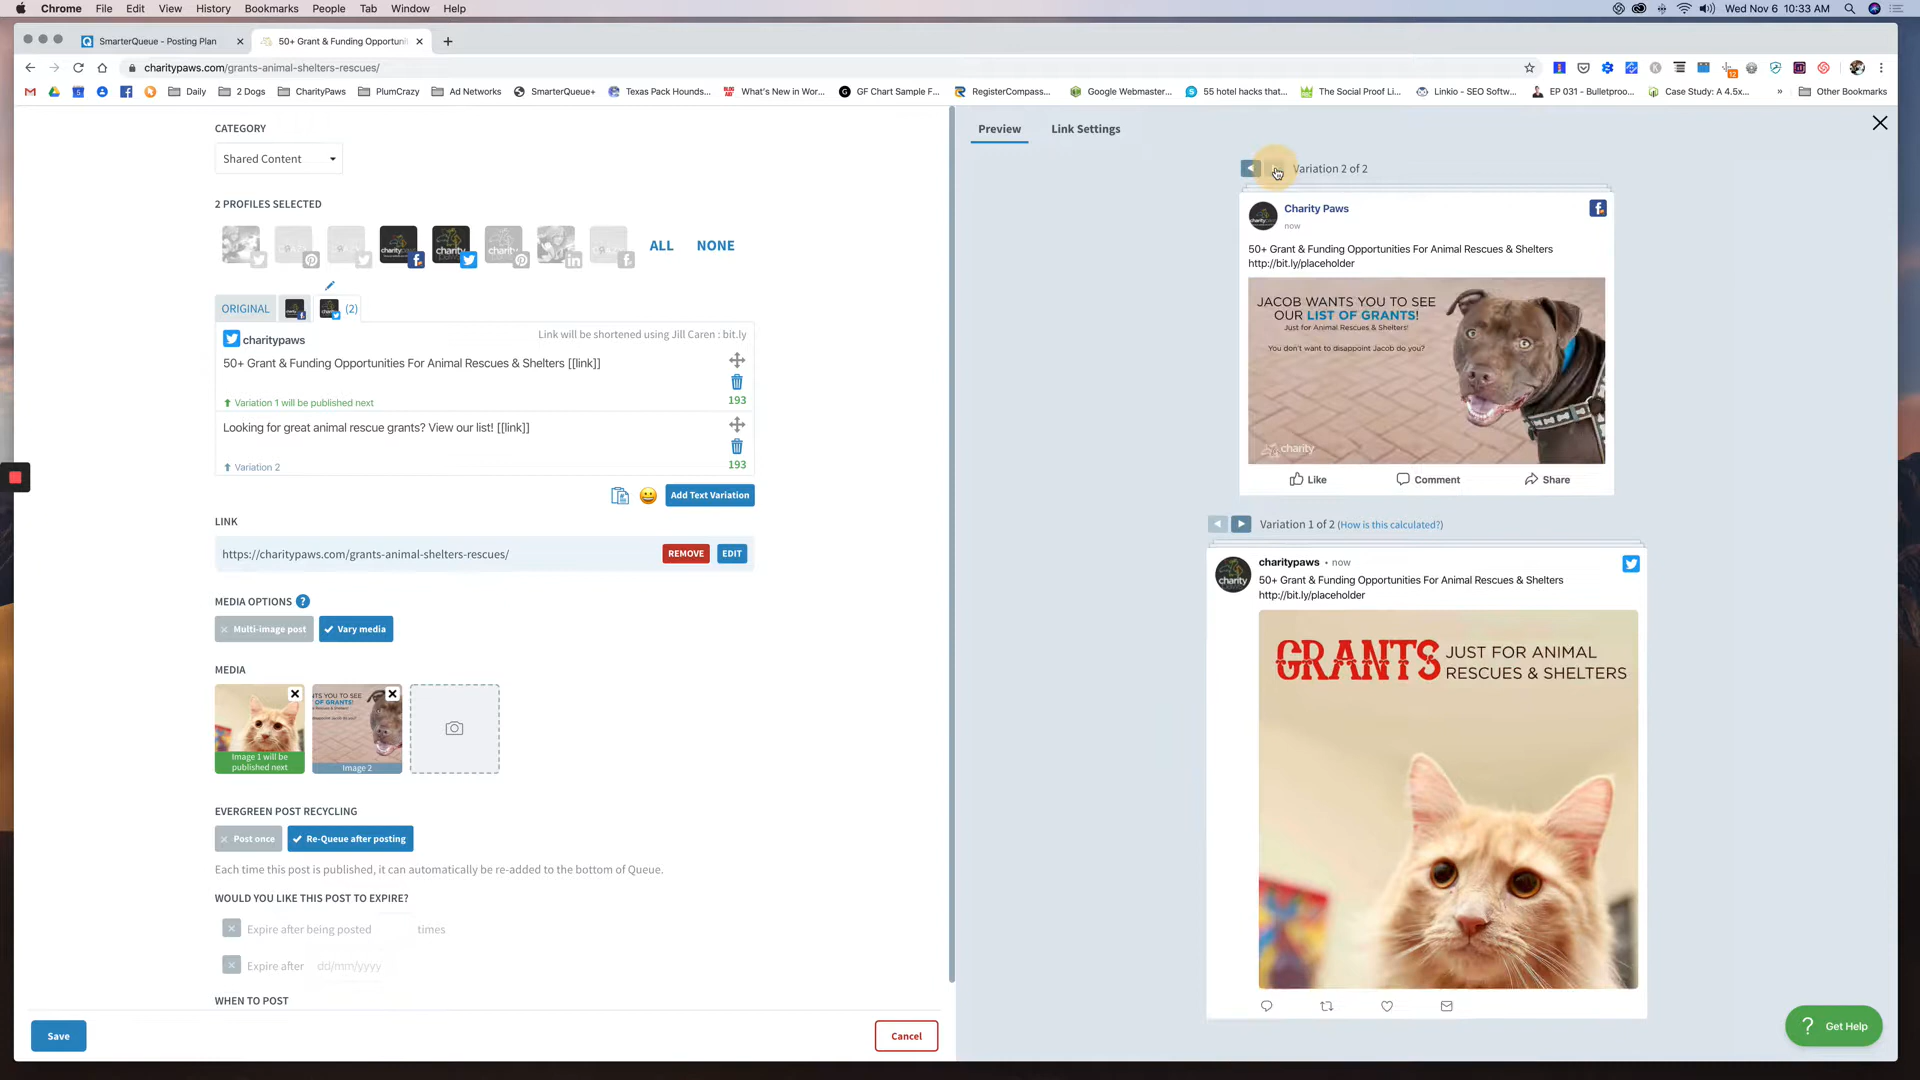 Chrome File Edit View History Bookmarks People Tab Window Help
Wed Nov 6 10:33 AM
SmarterQueue - Posting Plan
50+ Grant & Funding Opportuni
charitypaws.com/grants-animal-shelters-rescues/
12
Daily 2 Dogs CharityPaws PlumCrazy Ad Networks SmarterQueue+ Texas Pack Hounds... What's New in Wor... GF Chart Sample F... RegisterCompass... Google Webmaster... 55 hotel hacks that... The Social Proof Li... Linkio - SEO Softw... EP 031 - Bulletproo... Case Study: A 4.5x... » Other Bookmarks
CATEGORY
Shared Content
2 PROFILES SELECTED
ALL NONE
ORIGINAL (2)
charitypaws
Link will be shortened using Jill Caren : bit.ly
50+ Grant & Funding Opportunities For Animal Rescues & Shelters [[link]]
Variation 1 will be published next
193
Looking for great animal rescue grants? View our list! [[link]]
Variation 2
193
Add Text Variation
LINK
https://charitypaws.com/grants-animal-shelters-rescues/
REMOVE EDIT
MEDIA OPTIONS ?
Multi-image post Vary media
MEDIA
Image 1 will be
published next
NTS YOU TO SEE
OF GRANTS!
Image 2
EVERGREEN POST RECYCLING
Post once Re-Queue after posting
Each time this post is published, it can automatically be re-added to the bottom of Queue.
WOULD YOU LIKE THIS POST TO EXPIRE?
Expire after being posted times
Expire after dd/mm/yyyy
WHEN TO POST
Save Cancel
Preview Link Settings
Variation 2 of 2
Charity Paws
now
50+ Grant & Funding Opportunities For Animal Rescues & Shelters
http://bit.ly/placeholder
JACOB WANTS YOU TO SEE
OUR LIST OF GRANTS!
Just for Animal Rescues & Shelters!
You don't want to disappoint Jacob do you?
charity
Like Comment Share
Variation 1 of 2 (How is this calculated?)
charitypaws • now
50+ Grant & Funding Opportunities For Animal Rescues & Shelters
http://bit.ly/placeholder
charity
GRANTS JUST FOR ANIMAL
RESCUES & SHELTERS
? Get Help